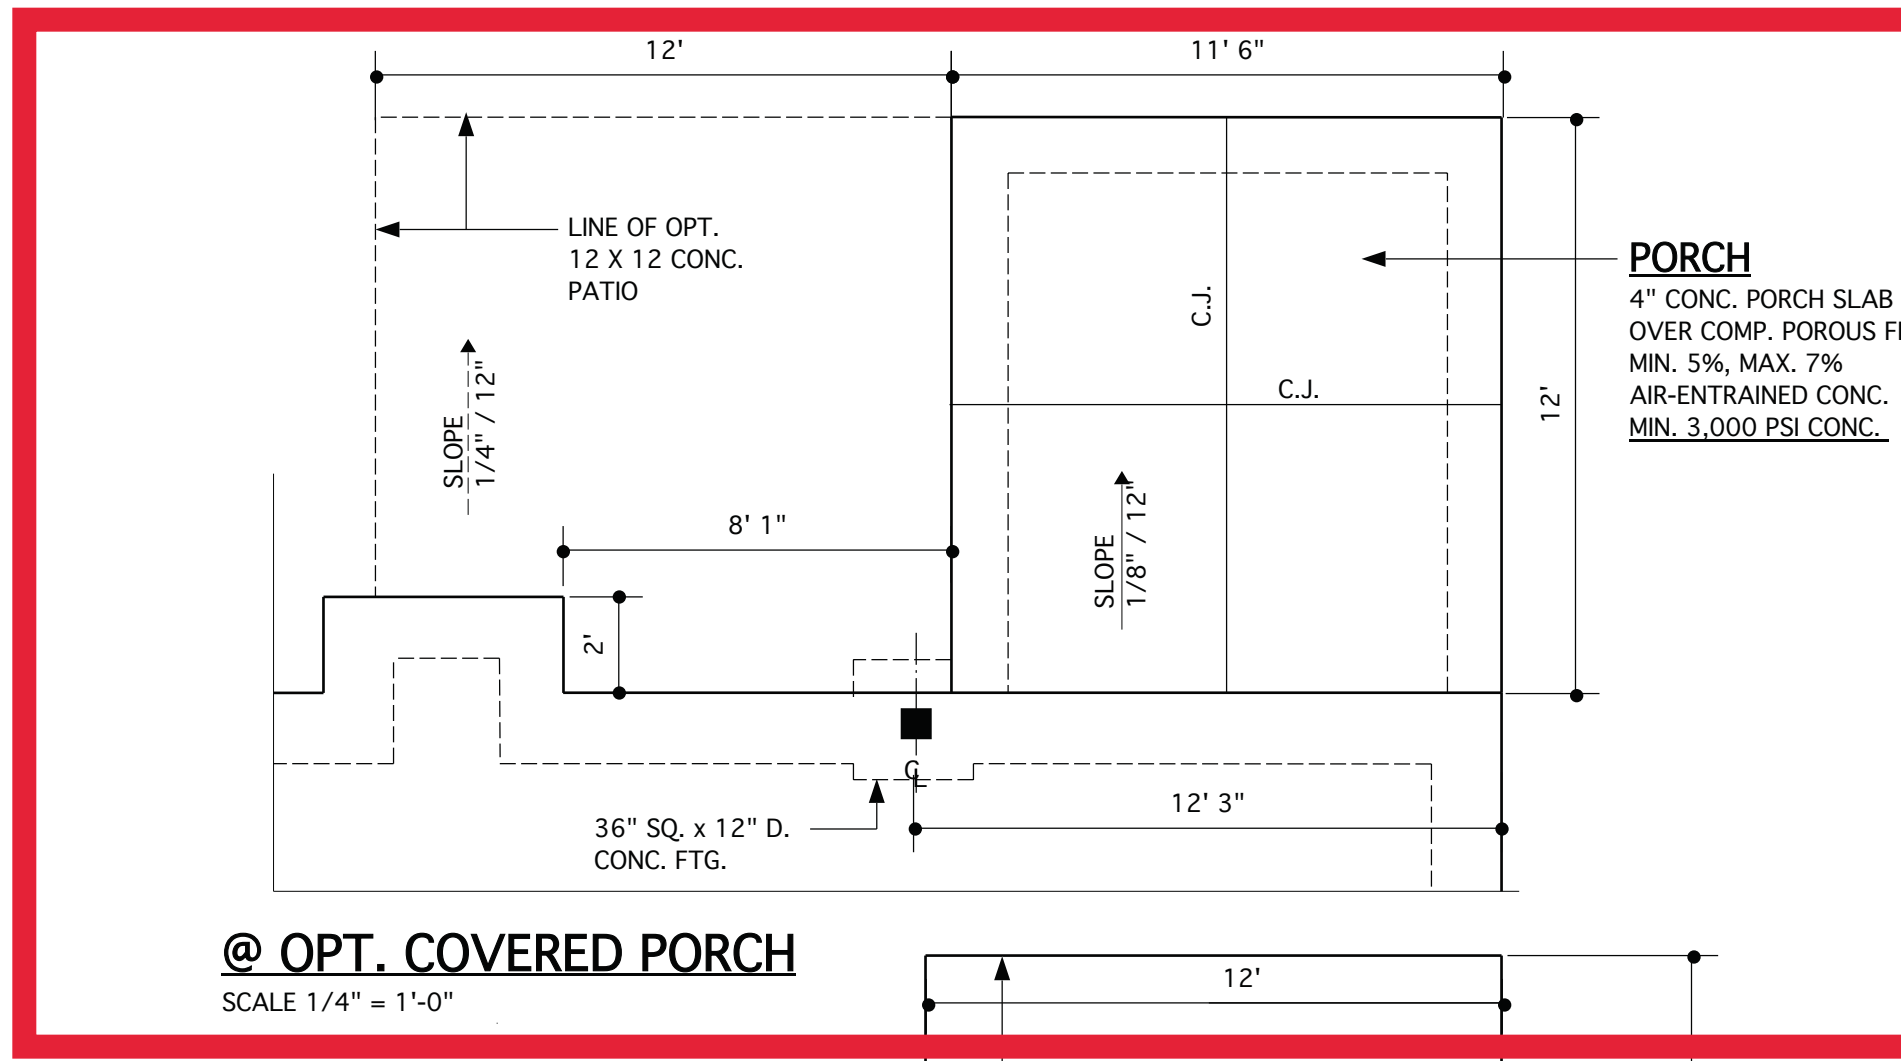 12'
11' 6"
LINE OF OPT.
12 X 12 CONC.
PATIO
PORCH
4" CONC. PORCH SLAB
OVER COMP. POROUS
MIN. 5%, MAX. 7%
AIR-ENTRAINED CONC.
MIN. 3,000 PSI CONC.
C.J.
C.J.
12'
SLOPE
1/4" / 12"
8' 1"
SLOPE
1/8" / 12"
2'
CL
12' 3"
36" SQ. x 12" D.
CONC. FTG.
@ OPT. COVERED PORCH
SCALE 1/4" = 1'-0"
12'